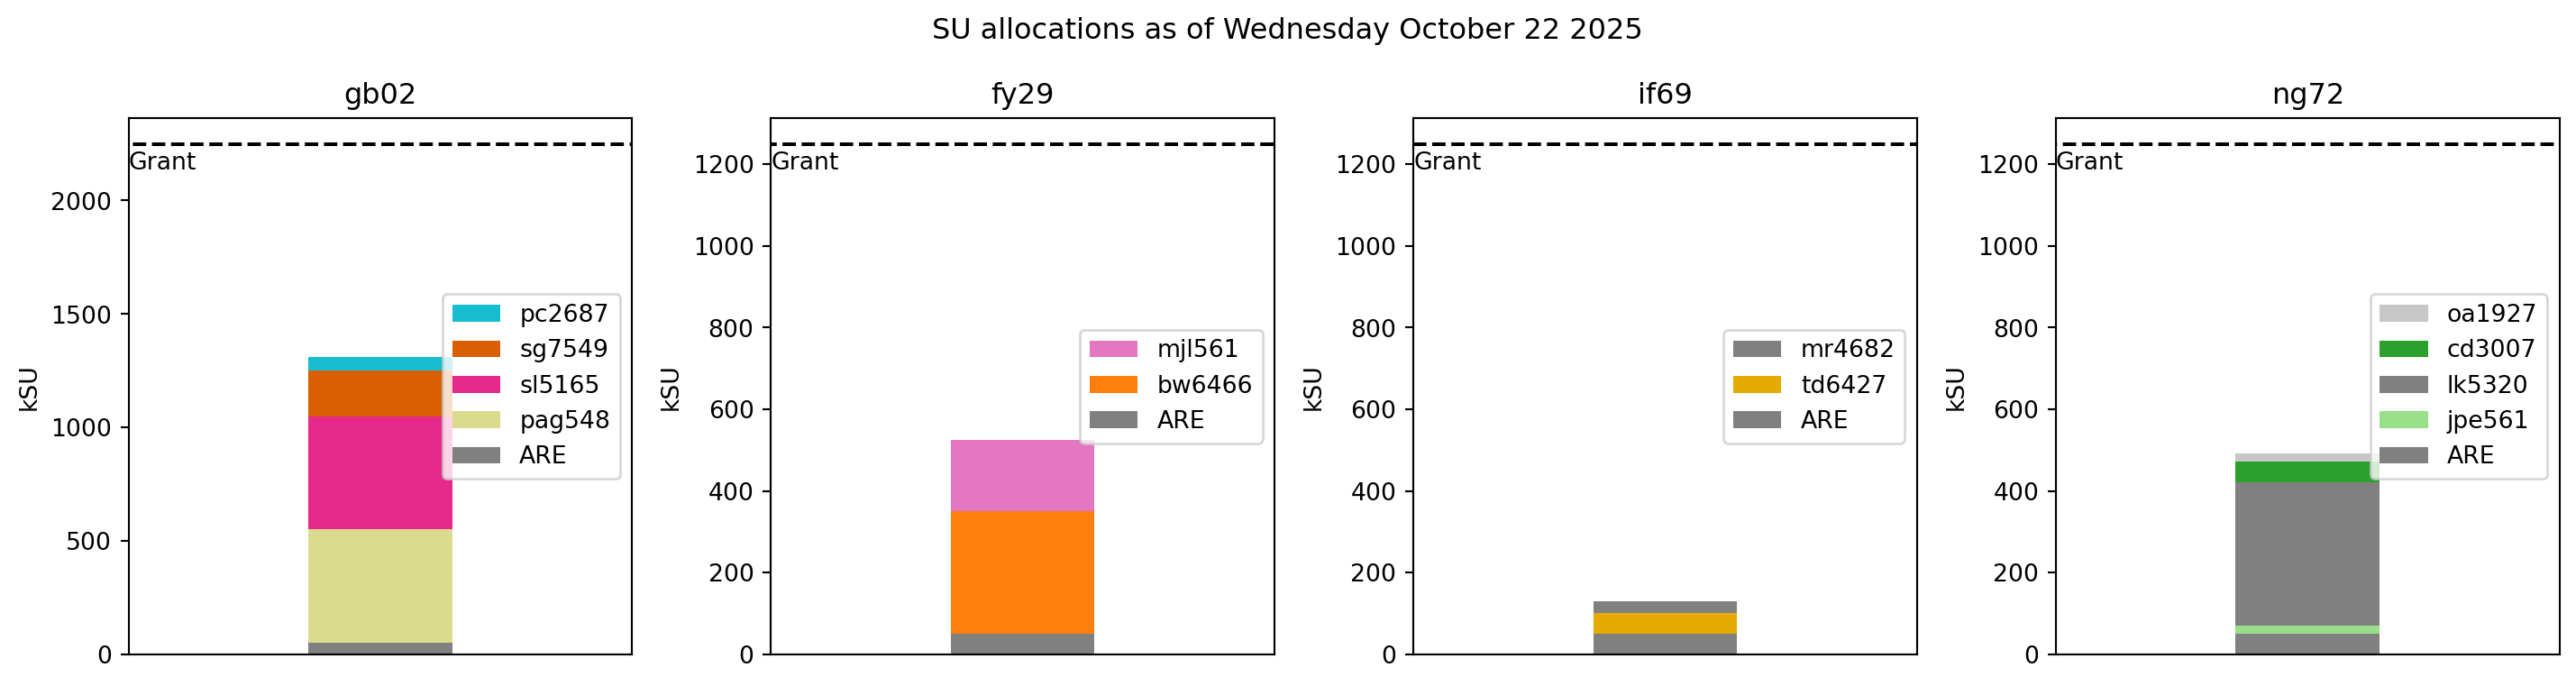 SU allocations as of Wednesday October 22 2025
gb02
kSU
2000
1500
1000
500
0
Grant
pc2687
sg7549
sl5165
pag548
ARE
fy29
kSU
1200
1000
800
600
400
200
0
Grant
mjl561
bw6466
ARE
if69
kSU
1200
1000
800
600
400
200
0
Grant
mr4682
td6427
ARE
ng72
kSU
1200
1000
800
600
400
200
0
Grant
oa1927
cd3007
lk5320
jpe561
ARE